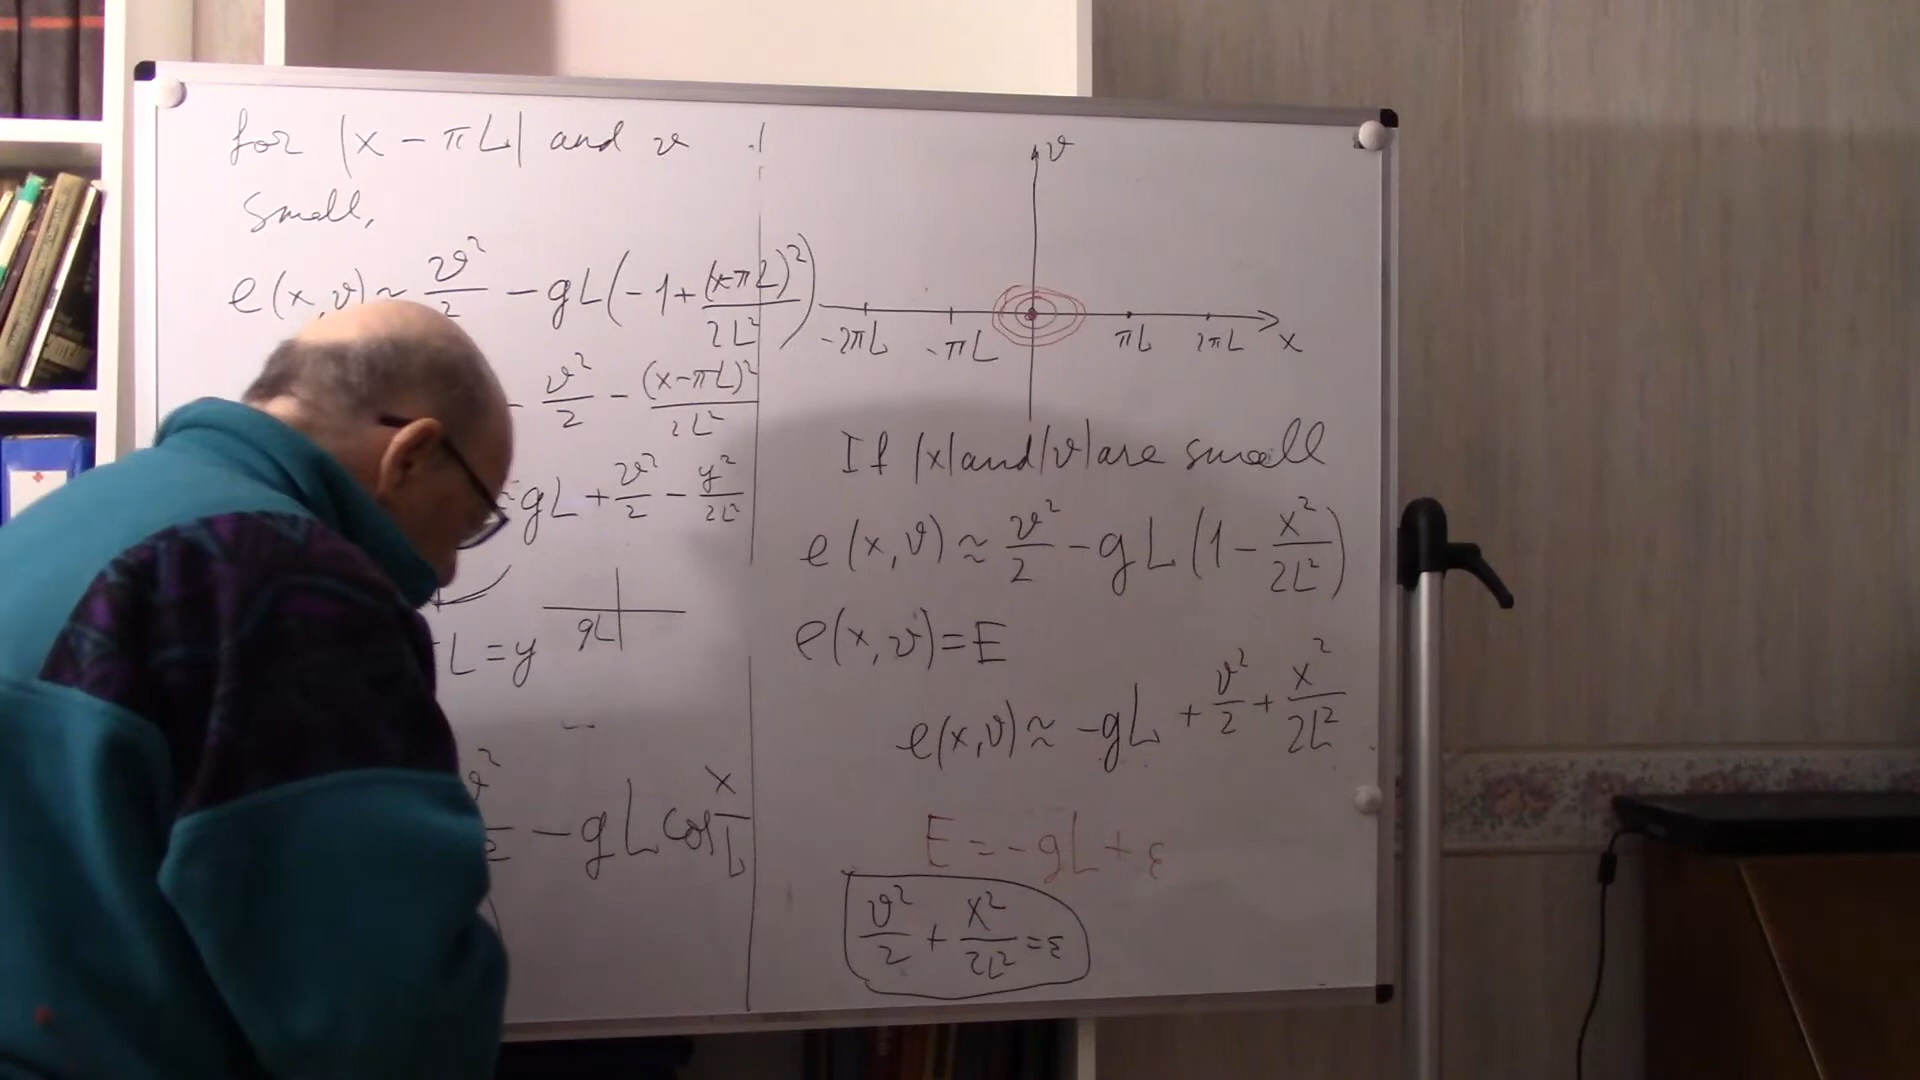 for |x - πL| and v
small,
e(x,v) ≈ v²/2 - gL(-1 + (x-πL)²/2L²)
- v²/2 - (x-πL)²/2L²
gL + v²/2 - y²/2L²
L = y
gL
- gL cos x/L
v
-2πL -πL πL 2πL x
If |x| and |v| are small
e(x,v) ≈ v²/2 - gL(1 - x²/2L²)
e(x,v) = E
e(x,v) ≈ -gL + v²/2 + x²/2L²
E = -gL + ε
v²/2 + x²/2L² = ε